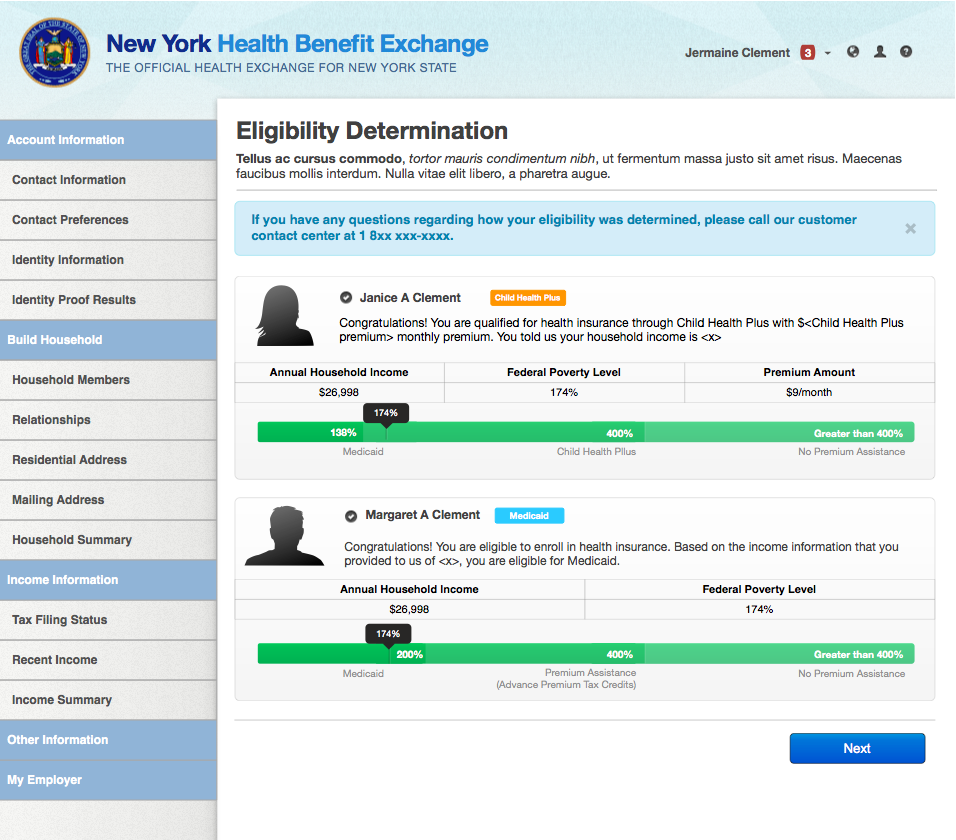 New York Health Benefit Exchange
THE OFFICIAL HEALTH EXCHANGE FOR NEW YORK STATE
Jermaine Clement 3
Account Information
Contact Information
Contact Preferences
Identity Information
Identity Proof Results
Build Household
Household Members
Relationships
Residential Address
Mailing Address
Household Summary
Income Information
Tax Filing Status
Recent Income
Income Summary
Other Information
My Employer
Eligibility Determination
Tellus ac cursus commodo, tortor mauris condimentum nibh, ut fermentum massa justo sit amet risus. Maecenas
faucibus mollis interdum. Nulla vitae elit libero, a pharetra augue.
If you have any questions regarding how your eligibility was determined, please call our customer
contact center at 1 8xx xxx-xxxx.
Janice A Clement Child Health Plus
Congratulations! You are qualified for health insurance through Child Health Plus with $<Child Health Plus
premium> monthly premium. You told us your household income is <x>
Annual Household Income Federal Poverty Level Premium Amount
$26,998 174% $9/month
174%
138% 400% Greater than 400%
Medicaid Child Health Pllus No Premium Assistance
Margaret A Clement Medicaid
Congratulations! You are eligible to enroll in health insurance. Based on the income information that you
provided to us of <x>, you are eligible for Medicaid.
Annual Household Income Federal Poverty Level
$26,998 174%
174%
200% 400% Greater than 400%
Medicaid Premium Assistance No Premium Assistance
(Advance Premium Tax Credits)
Next